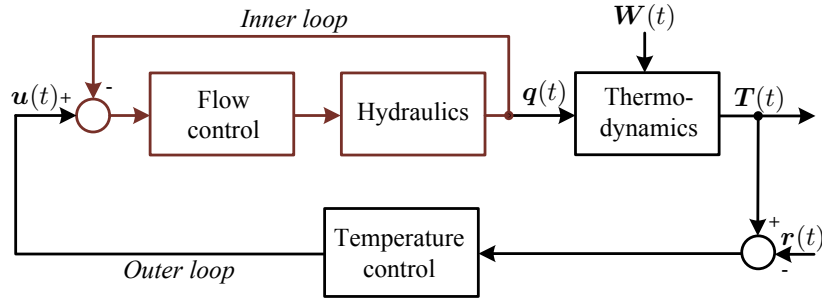 Inner loop
W(t)
u(t)
+
-
Flow
control
Hydraulics
q(t)
Thermo-
dynamics
T(t)
+
r(t)
-
Temperature
control
Outer loop